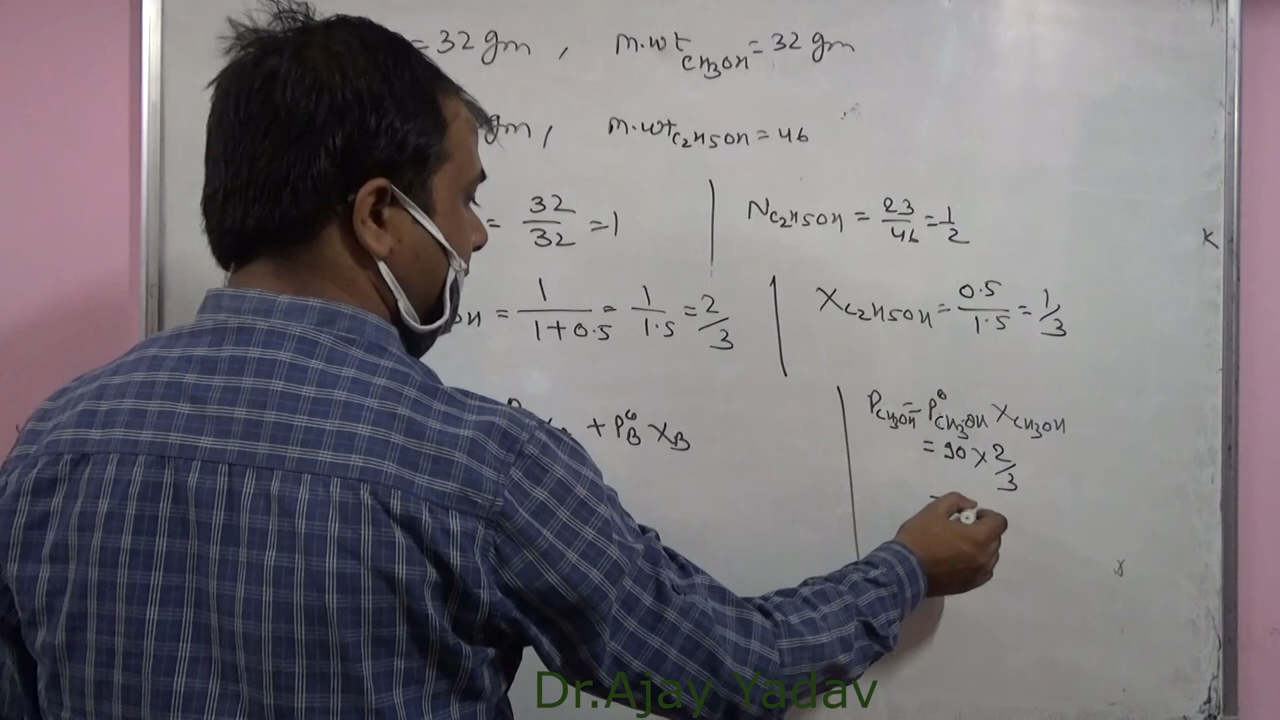 = 32 gm , m.wt CH3OH = 32 gm
gm, m.wt C2H5OH = 46
= 32/32 = 1 | N C2H5OH = 23/46 = 1/2
OH = 1/1+0.5 = 1/1.5 = 2/3 | X C2H5OH = 0.5/1.5 = 1/3
+ P°B XB | P CH3OH = P° CH3OH X CH3OH
= 90 × 2/3
Dr.Ajay Yadav